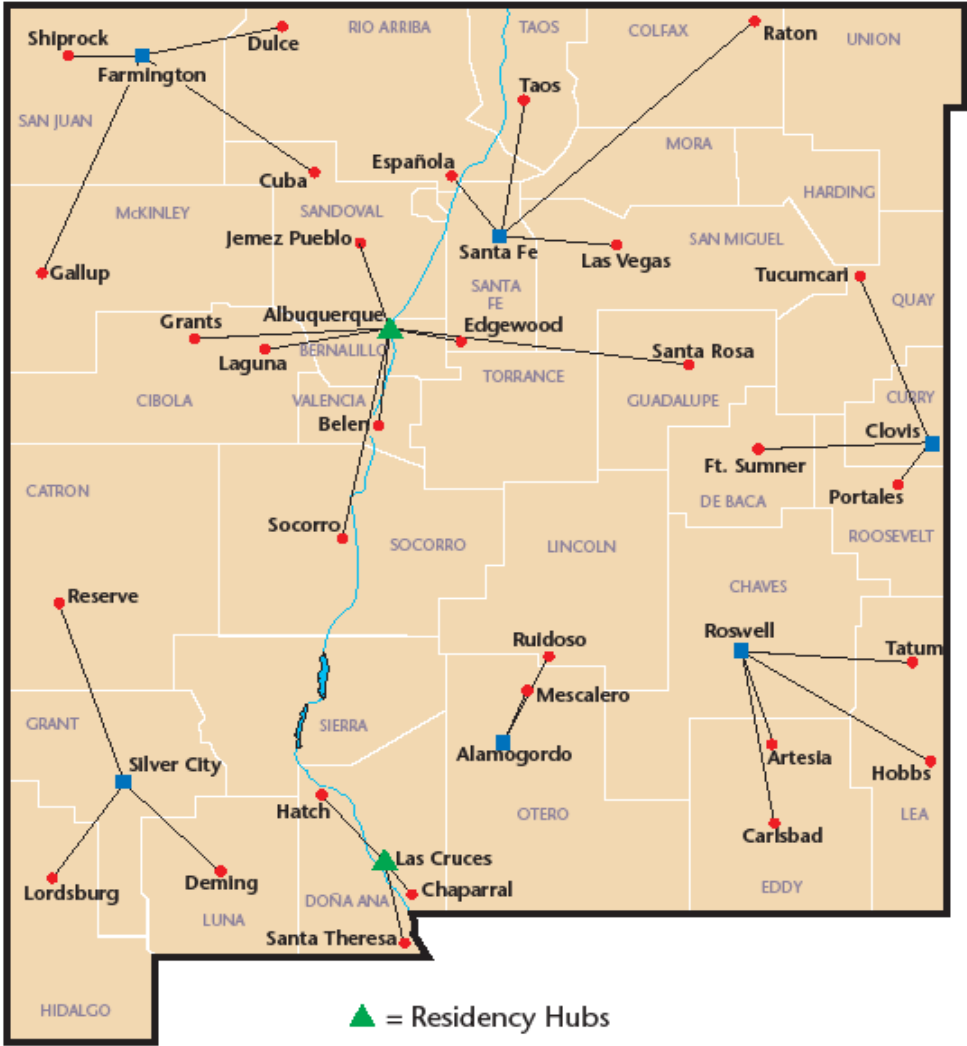 RIO ARRIBA
TAOS
COLFAX
UNION
Shiprock
Dulce
Raton
Farmington
Taos
SAN JUAN
MORA
Española
Cuba
HARDING
McKINLEY
SANDOVAL
Jemez Pueblo
Santa Fe
Las Vegas
SAN MIGUEL
Gallup
Tucumcari
SANTA
FE
QUAY
Grants
Albuquerque
Edgewood
Laguna
BERNALILLO
Santa Rosa
TORRANCE
CIBOLA
VALENCIA
GUADALUPE
CURRY
Belen
Clovis
Ft. Sumner
CATRON
Portales
DE BACA
Socorro
SOCORRO
LINCOLN
ROOSEVELT
CHAVES
Reserve
Ruidoso
Roswell
Tatum
Mescalero
GRANT
SIERRA
Alamogordo
Artesia
Silver City
Hobbs
Hatch
OTERO
LEA
Carlsbad
Las Cruces
Lordsburg
Deming
Chaparral
EDDY
DOÑA ANA
LUNA
Santa Theresa
HIDALGO
= Residency Hubs